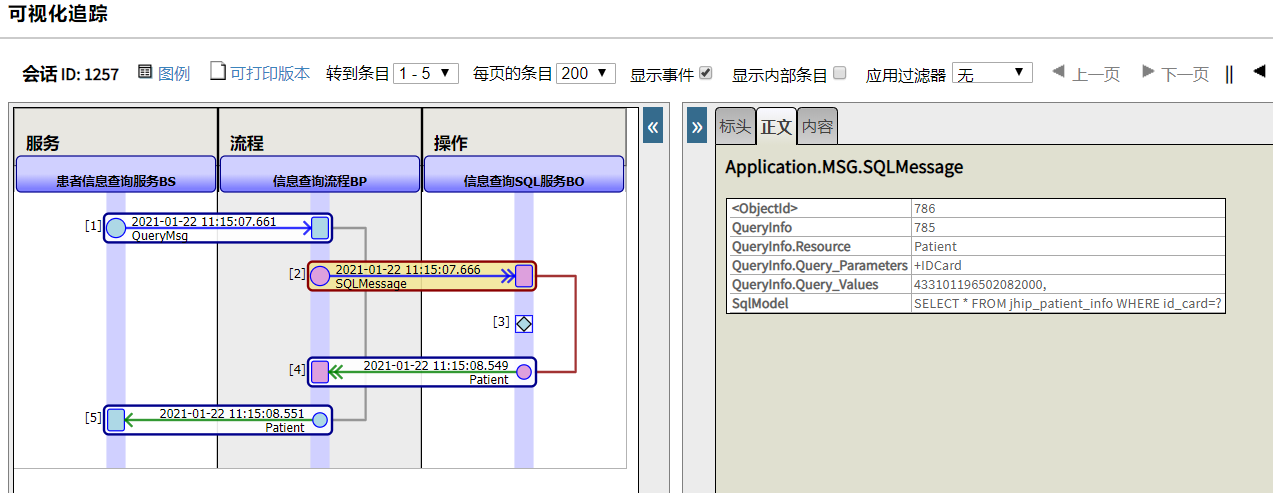 可视化追踪
会话 ID: 1257 图例 可打印版本 转到条目 1 - 5 每页的条目 200 显示事件 显示内部条目 应用过滤器 无 上一页 下一页
服务 流程 操作
患者信息查询服务BS 信息查询流程BP 信息查询SQL服务BO
[1] 2021-01-22 11:15:07.661
QueryMsg
[2] 2021-01-22 11:15:07.666
SQLMessage
[3]
[4] 2021-01-22 11:15:08.549
Patient
[5] 2021-01-22 11:15:08.551
Patient
标头 正文 内容
Application.MSG.SQLMessage
<ObjectId> 786
QueryInfo 785
QueryInfo.Resource Patient
QueryInfo.Query_Parameters +IDCard
QueryInfo.Query_Values 433101196502082000,
SqlModel SELECT * FROM jhip_patient_info WHERE id_card=?